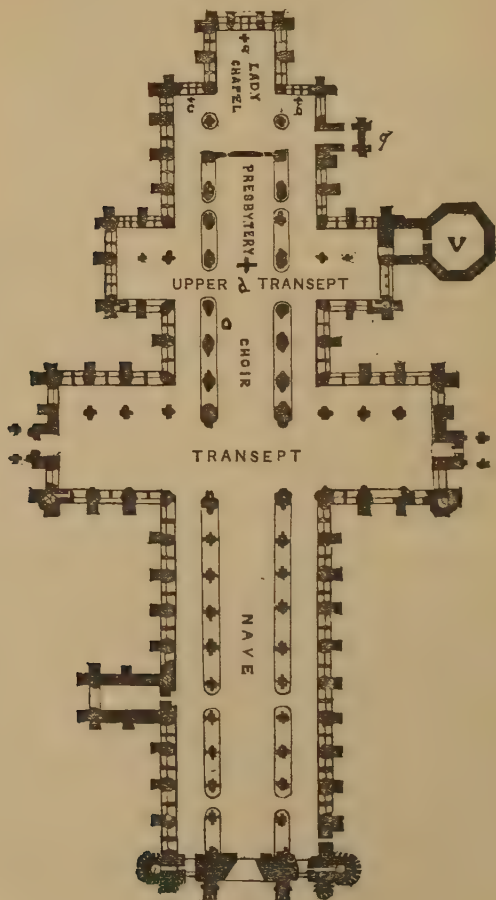 a
LADY
CHAPEL
c
b
g
PRESBYTERY
V
d
UPPER TRANSEPT
o
CHOIR
TRANSEPT
NAVE